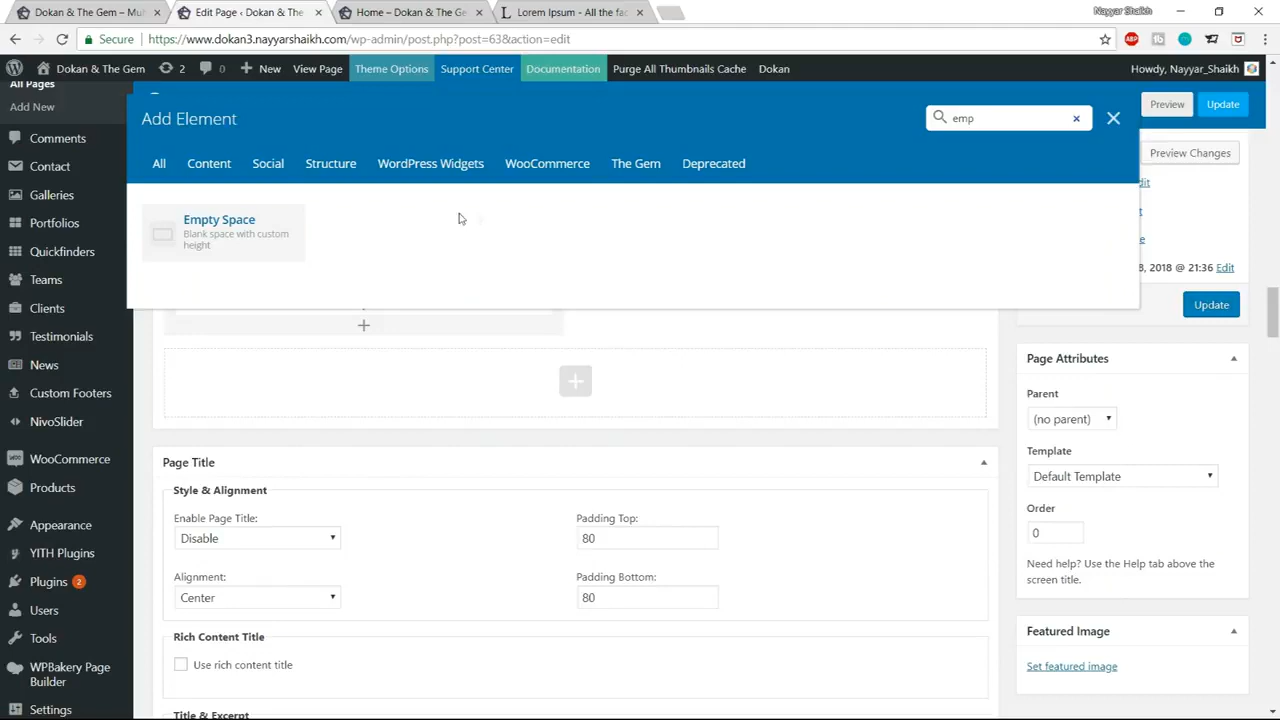 Dokan & The Gem – Mul
Edit Page ‹ Dokan & The
Home – Dokan & The Ge
Lorem Ipsum - All the fac
Nayyar Shaikh
Secure
https://www.dokan3.nayyarshaikh.com/wp-admin/post.php?post=63&action=edit
Dokan & The Gem
2
0
New
View Page
Theme Options
Support Center
Documentation
Purge All Thumbnails Cache
Dokan
Howdy, Nayyar_Shaikh
All Pages
Add New
Comments
Contact
Galleries
Portfolios
Quickfinders
Teams
Clients
Testimonials
News
Custom Footers
NivoSlider
WooCommerce
Products
Appearance
YITH Plugins
Plugins 2
Users
Tools
WPBakery Page
Builder
Settings
Add Element
emp
All
Content
Social
Structure
WordPress Widgets
WooCommerce
The Gem
Deprecated
Empty Space
Blank space with custom
height
Preview
Update
Preview Changes
8, 2018 @ 21:36 Edit
Update
Page Title
Style & Alignment
Enable Page Title:
Disable
Padding Top:
80
Alignment:
Center
Padding Bottom:
80
Rich Content Title
Use rich content title
Title & Excerpt
Page Attributes
Parent
(no parent)
Template
Default Template
Order
0
Need help? Use the Help tab above the
screen title.
Featured Image
Set featured image